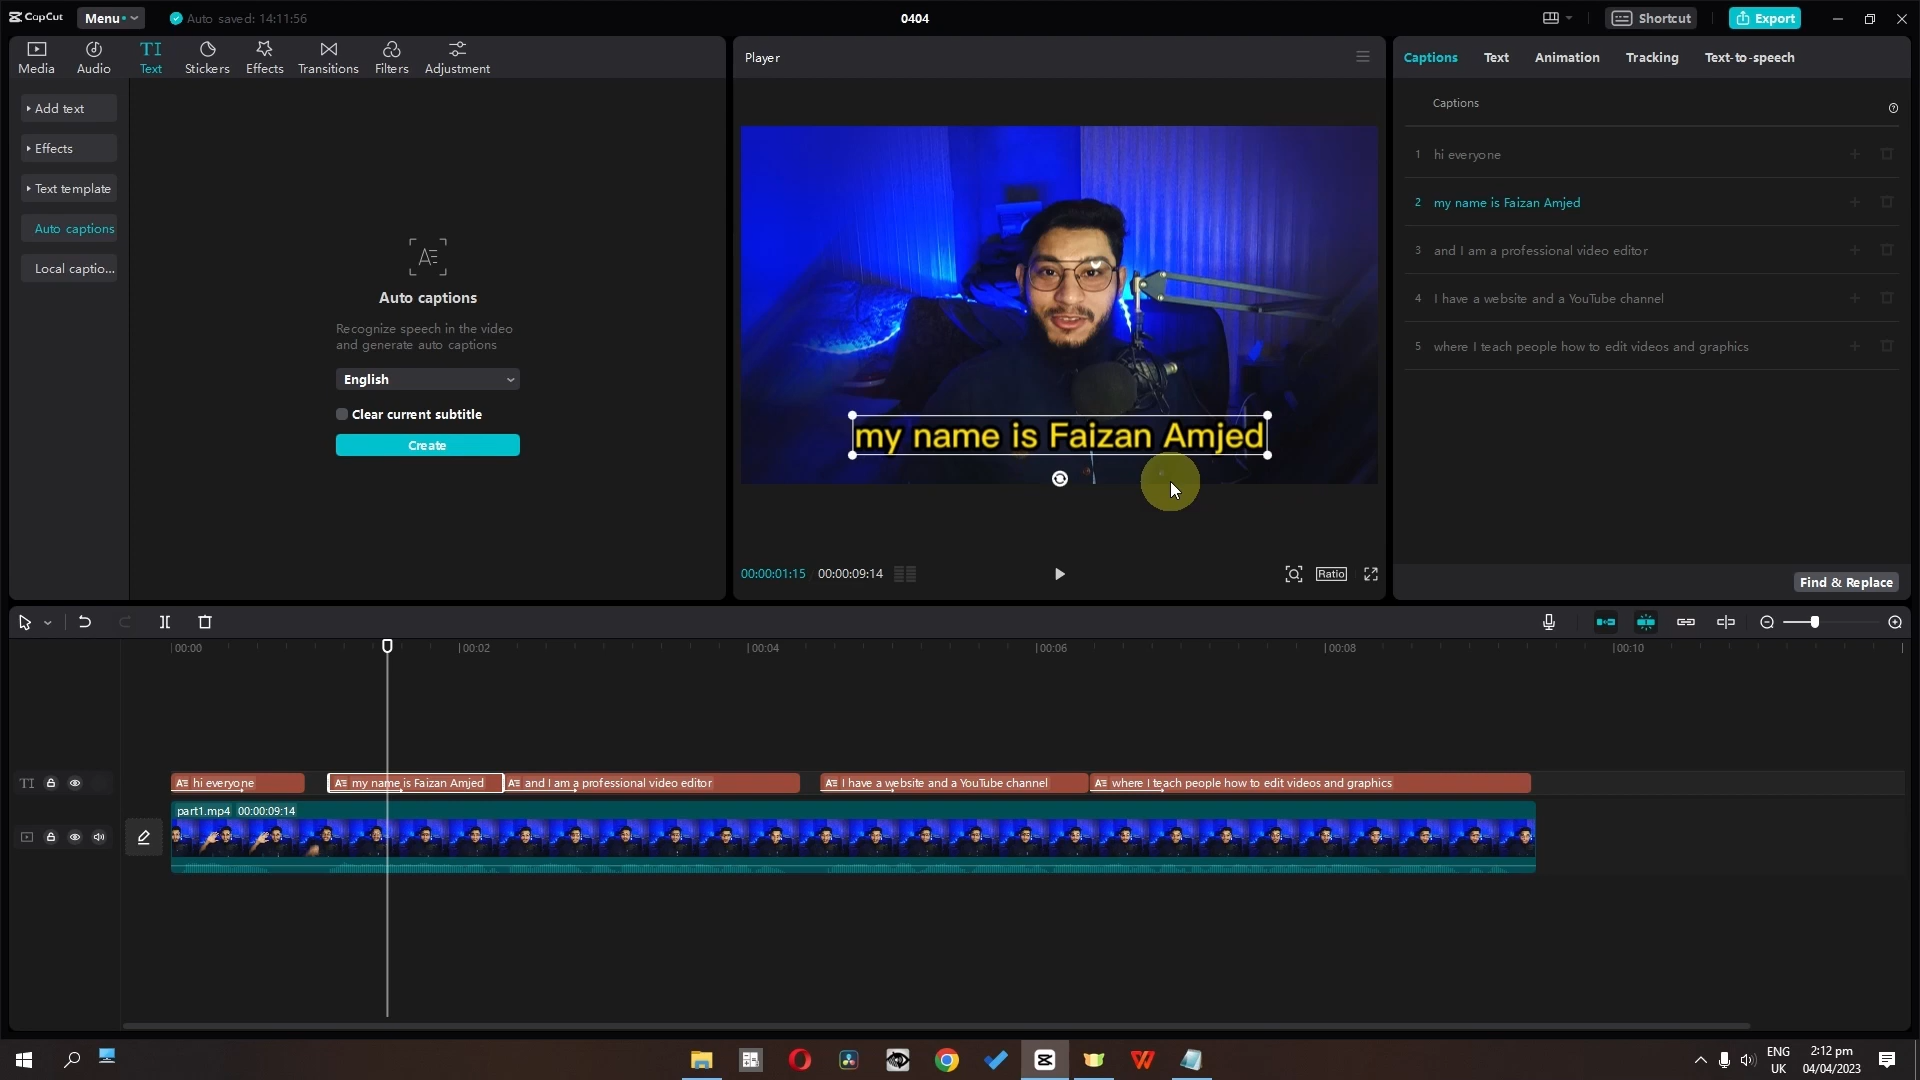 CapCut
Menu
Auto saved: 14:11:56
0404
Shortcut
Export
Media
Audio
TI
Text
Stickers
Effects
Transitions
Filters
Adjustment
Add text
Effects
Text template
Auto captions
Local captio...
Auto captions
Recognize speech in the video
and generate auto captions
English
Clear current subtitle
Create
Player
my name is Faizan Amjed
00:00:01:15
00:00:09:14
Ratio
Captions
Text
Animation
Tracking
Text-to-speech
Captions
1 hi everyone
2 my name is Faizan Amjed
3 and I am a professional video editor
4 I have a website and a YouTube channel
5 where I teach people how to edit videos and graphics
Find & Replace
00:00
00:02
00:04
00:06
00:08
00:10
TI
hi everyone
my name is Faizan Amjed
and I am a professional video editor
I have a website and a YouTube channel
where I teach people how to edit videos and graphics
part1.mp4 00:00:09:14
ENG
UK
2:12 pm
04/04/2023